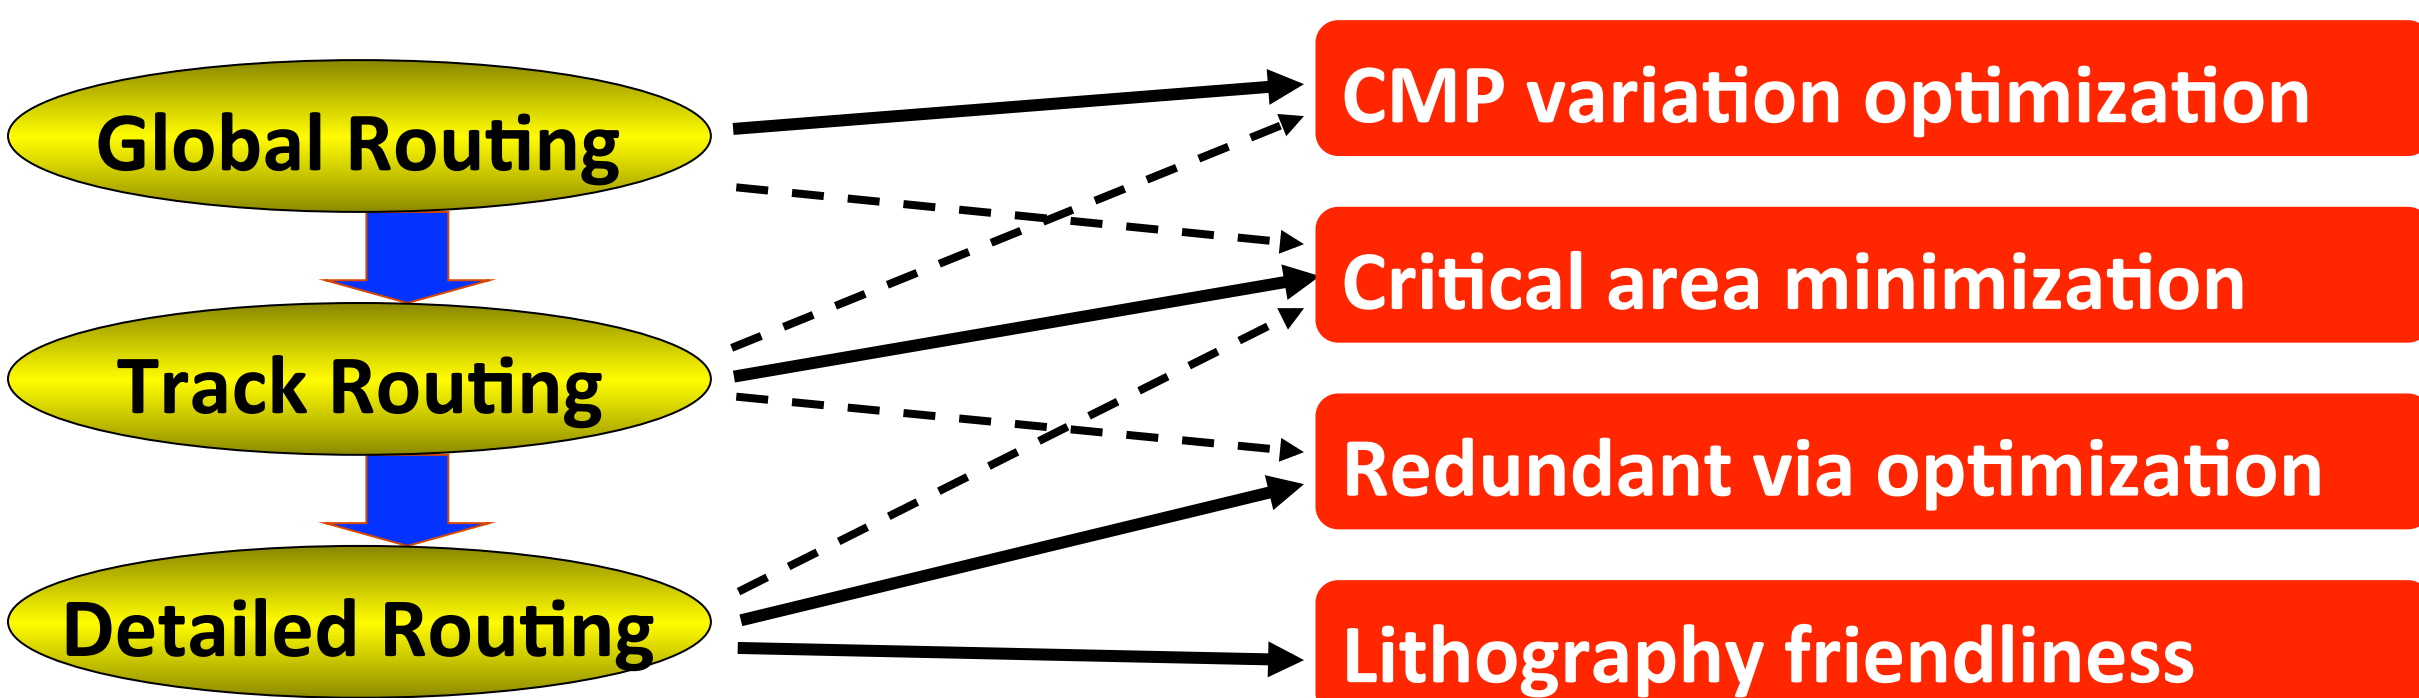 Global Routing
CMP variation optimization
Critical area minimization
Track Routing
Redundant via optimization
Detailed Routing
Lithography friendliness